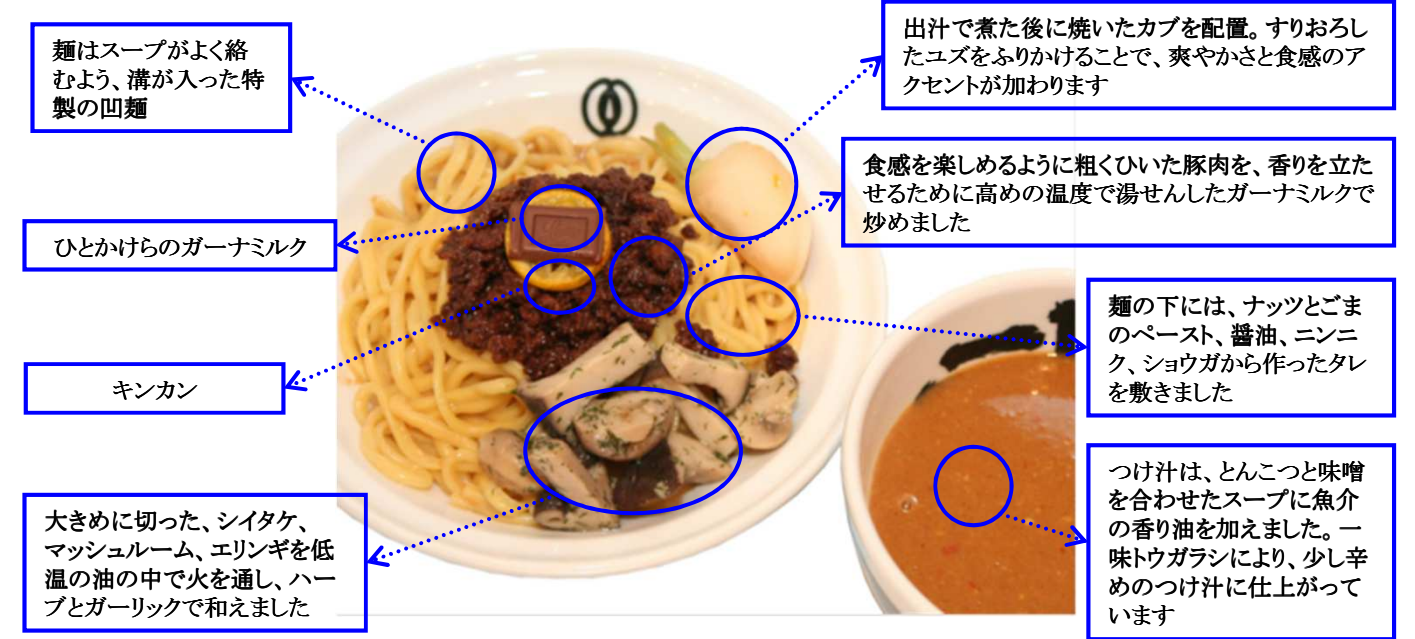 麺はスープがよく絡
むよう、溝が入った特
製の凹麺
ひとかけらのガーナミルク
キンカン
大きめに切った、シイタケ、
マッシュルーム、エリンギを低
温の油の中で火を通し、ハー
ブとガーリックで和えました
出汁で煮た後に焼いたカブを配置。すりおろし
たユズをふりかけることで、爽やかさと食感のア
クセントが加わります
食感を楽しめるように粗くひいた豚肉を、香りを立た
せるために高めの温度で湯せんしたガーナミルクで
炒めました
麺の下には、ナッツとごま
のペースト、醤油、ニンニ
ク、ショウガから作ったタレ
を敷きました
つけ汁は、とんこつと味噌
を合わせたスープに魚介
の香り油を加えました。一
味トウガラシにより、少し辛
めのつけ汁に仕上がって
います